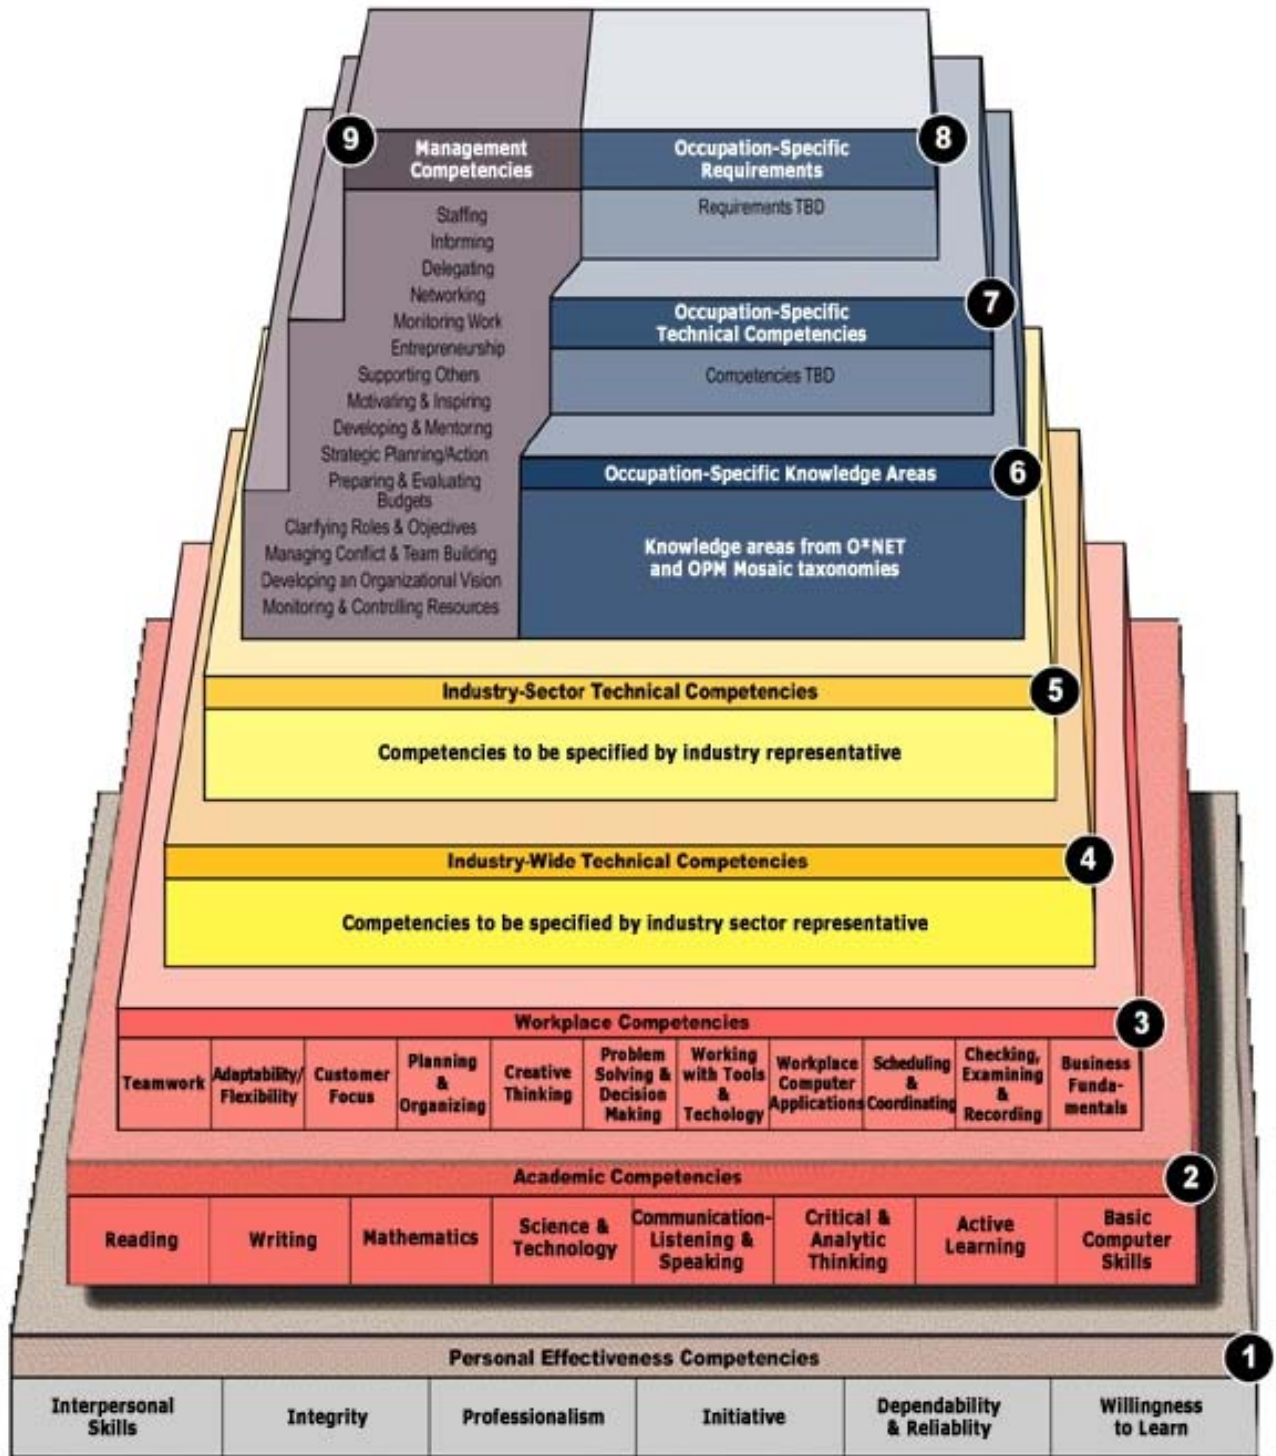 9
Management
Competencies
Staffing
Informing
Delegating
Networking
Monitoring Work
Entrepreneurship
Supporting Others
Motivating & Inspiring
Developing & Mentoring
Strategic Planning/Action
Preparing & Evaluating
Budgets
Clarifying Roles & Objectives
Managing Conflict & Team Building
Developing an Organizational Vision
Monitoring & Controlling Resources
8
Occupation-Specific
Requirements
Requirements TBD
7
Occupation-Specific
Technical Competencies
Competencies TBD
6
Occupation-Specific Knowledge Areas
Knowledge areas from O*NET
and OPM Mosaic taxonomies
5
Industry-Sector Technical Competencies
Competencies to be specified by industry representative
4
Industry-Wide Technical Competencies
Competencies to be specified by industry sector representative
3
Workplace Competencies
Teamwork
Adaptability/
Flexibility
Customer
Focus
Planning
&
Organizing
Creative
Thinking
Problem
Solving &
Decision
Making
Working
with Tools
&
Techology
Workplace
Computer
Applications
Scheduling
&
Coordinating
Checking,
Examining
&
Recording
Business
Funda-
mentals
2
Academic Competencies
Reading
Writing
Mathematics
Science &
Technology
Communication-
Listening &
Speaking
Critical &
Analytic
Thinking
Active
Learning
Basic
Computer
Skills
1
Personal Effectiveness Competencies
Interpersonal
Skills
Integrity
Professionalism
Initiative
Dependability
& Reliablity
Willingness
to Learn